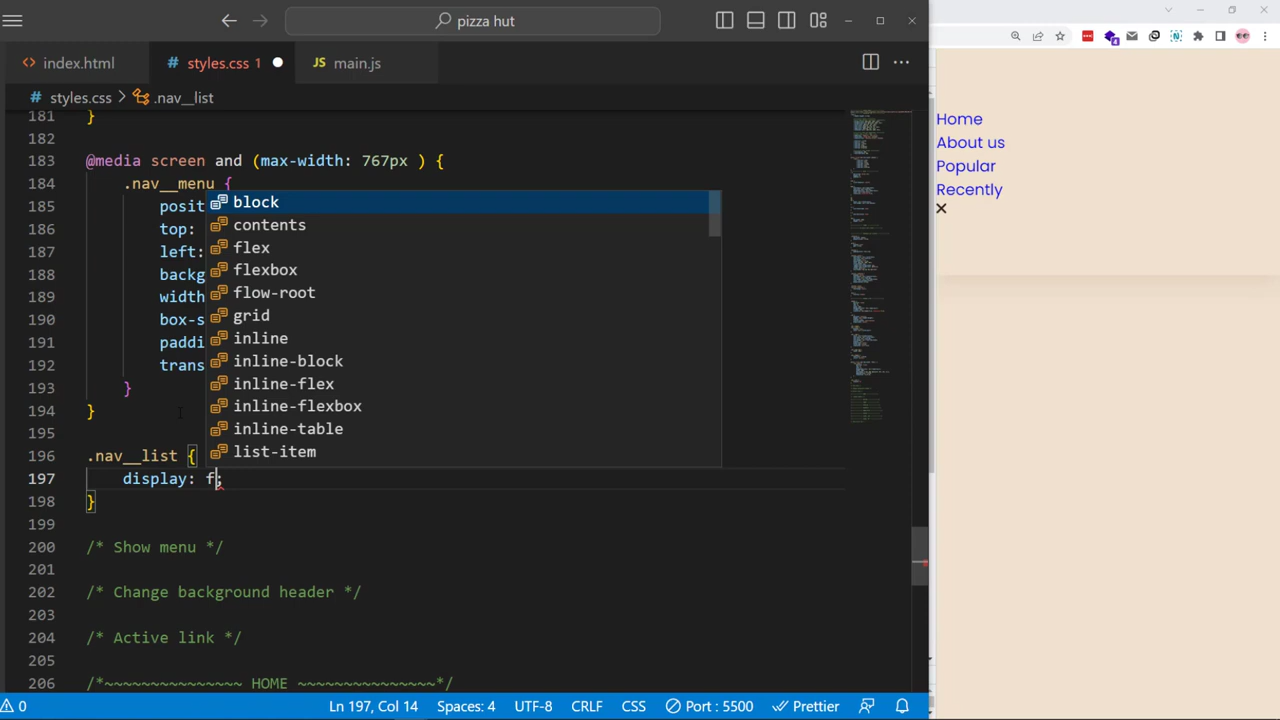 pizza hut
index.html
styles.css 1
JS main.js
# styles.css > .nav__list
181 }
182
183 @media screen and (max-width: 767px ) {
184 .nav__menu {
185 posit
186 top:
187 left:
188 backg
189 width
190 box-s
191 paddi
192 trans
193 }
194 }
195
196 .nav__list {
197 display: f;
198 }
199
200 /* Show menu */
201
202 /* Change background header */
203
204 /* Active link */
205
206 /*~~~~~~~~~~~~~~~ HOME ~~~~~~~~~~~~~~~*/
block
contents
flex
flxbox
flow-root
grid
inline
inline-block
inline-flex
inline-flexbox
inline-table
list-item
0
Ln 197, Col 14
Spaces: 4
UTF-8
CRLF
CSS
Port : 5500
Prettier
4
Home
About us
Popular
Recently